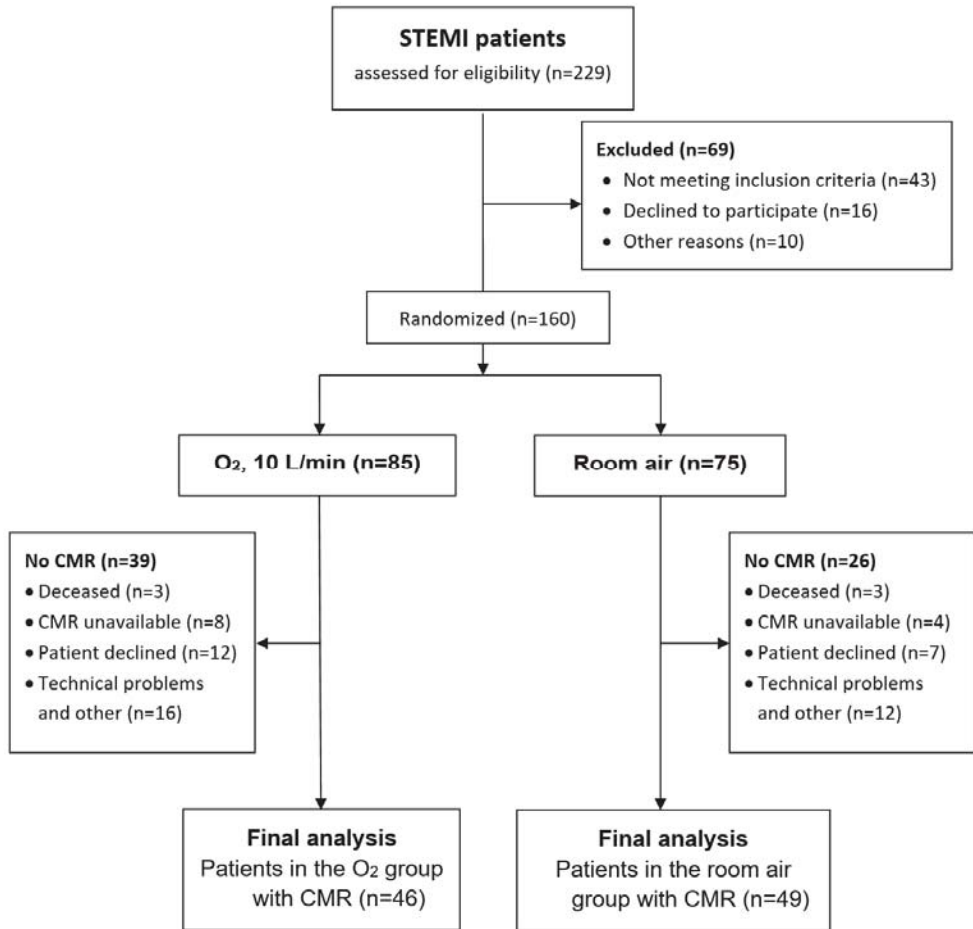 STEMI patients
assessed for eligibility (n=229)
Excluded (n=69)
• Not meeting inclusion criteria (n=43)
• Declined to participate (n=16)
• Other reasons (n=10)
Randomized (n=160)
O₂, 10 L/min (n=85)
Room air (n=75)
No CMR (n=39)
• Deceased (n=3)
• CMR unavailable (n=8)
• Patient declined (n=12)
• Technical problems
and other (n=16)
No CMR (n=26)
• Deceased (n=3)
• CMR unavailable (n=4)
• Patient declined (n=7)
• Technical problems
and other (n=12)
Final analysis
Patients in the O₂ group
with CMR (n=46)
Final analysis
Patients in the room air
group with CMR (n=49)